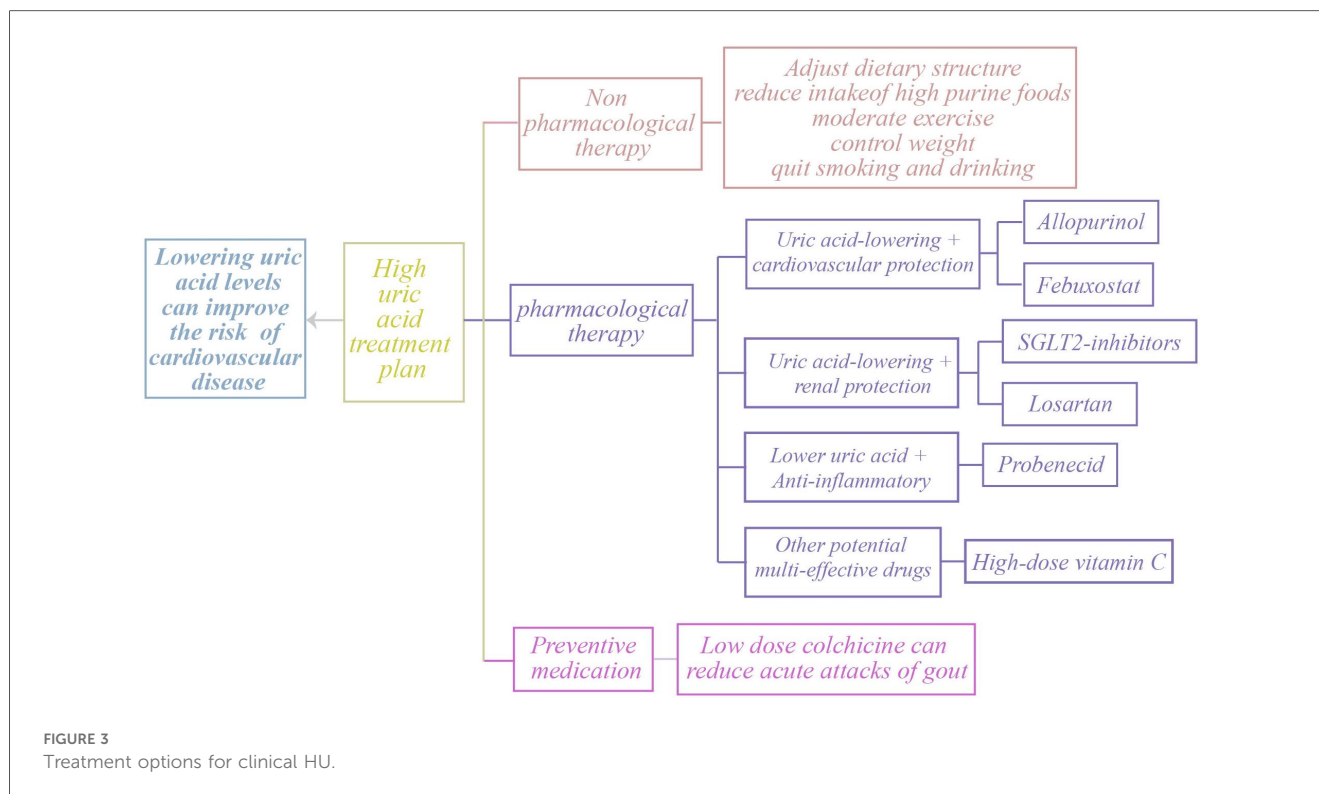 Non
pharmacological
therapy
Adjust dietary structure
reduce intakeof high purine foods
moderate exercise
control weight
quit smoking and drinking
Lowering uric
acid levels
can improve
the risk of
cardiovascular
disease
High
uric
acid
treatment
plan
pharmacological
therapy
Uric acid-lowering +
cardiovascular protection
Allopurinol
Febuxostat
Uric acid-lowering +
renal protection
SGLT2-inhibitors
Losartan
Lower uric acid +
Anti-inflammatory
Probenecid
Other potential
multi-effective drugs
High-dose vitamin C
Preventive
medication
Low dose colchicine can
reduce acute attacks of gout
FIGURE 3
Treatment options for clinical HU.